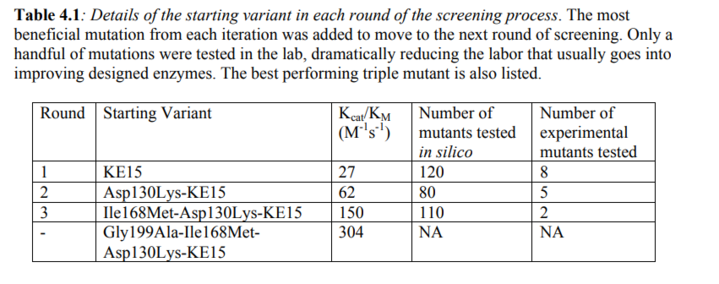 Table 4.1: Details of the starting variant in each round of the screening process. The most
beneficial mutation from each iteration was added to move to the next round of screening. Only a
handful of mutations were tested in the lab, dramatically reducing the labor that usually goes into
improving designed enzymes. The best performing triple mutant is also listed.
Round Starting Variant Kcat/KM (M⁻¹s⁻¹) Number of mutants tested in silico Number of experimental mutants tested
1 KE15 27 120 8
2 Asp130Lys-KE15 62 80 5
3 Ile168Met-Asp130Lys-KE15 150 110 2
- Gly199Ala-Ile168Met-Asp130Lys-KE15 304 NA NA